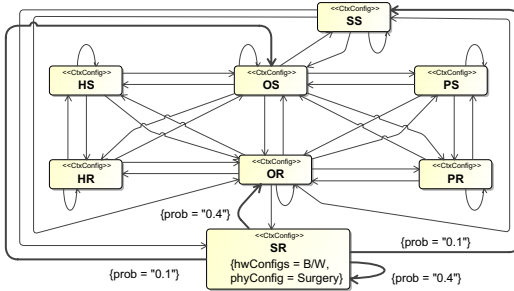 <<CtxConfig>>
SS
<<CtxConfig>>
HS
<<CtxConfig>>
OS
<<CtxConfig>>
PS
<<CtxConfig>>
HR
<<CtxConfig>>
OR
<<CtxConfig>>
PR
{prob = "0.4"}
<<CtxConfig>>
SR
{hwConfigs = B/W,
phyConfig = Surgery}
{prob = "0.1"}
{prob = "0.1"}
{prob = "0.4"}